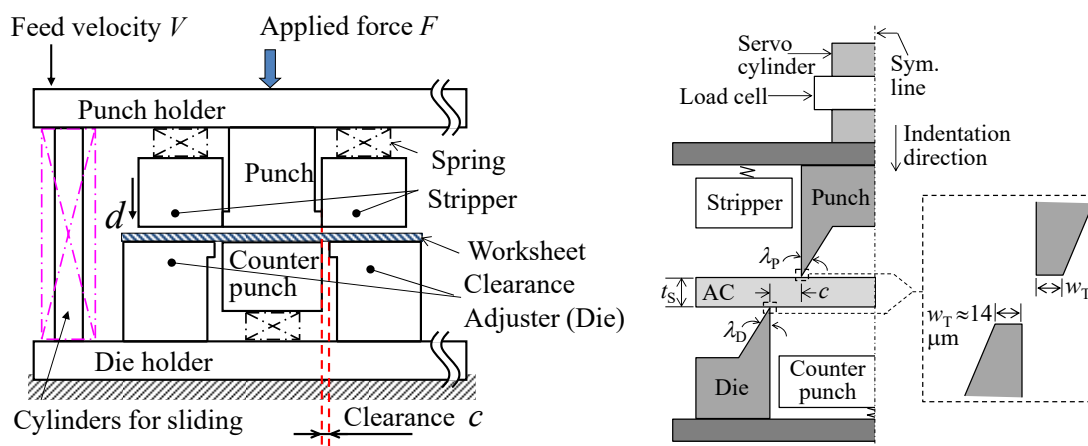 Feed velocity V
Applied force F
Punch holder
Spring
Punch
Stripper
d
Worksheet
Counter
punch
Clearance
Adjuster (Die)
Die holder
Cylinders for sliding
Clearance c
Servo
cylinder
Sym.
line
Load cell
Indentation
direction
Stripper
Punch
λP
tS
AC
c
λD
Die
Counter
punch
wT
wT≈14
μm